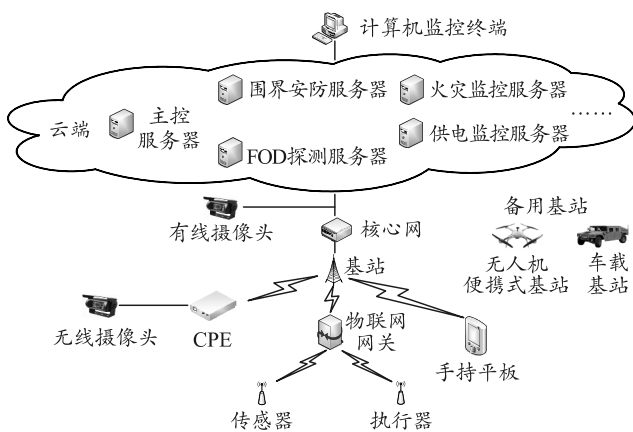 计算机监控终端
围界安防服务器
火灾监控服务器
……
云端
主控
服务器
供电监控服务器
FOD探测服务器
有线摄像头
核心网
备用基站
基站
无人机
便携式基站
车载
基站
无线摄像头
CPE
物联网
网关
手持平板
传感器
执行器